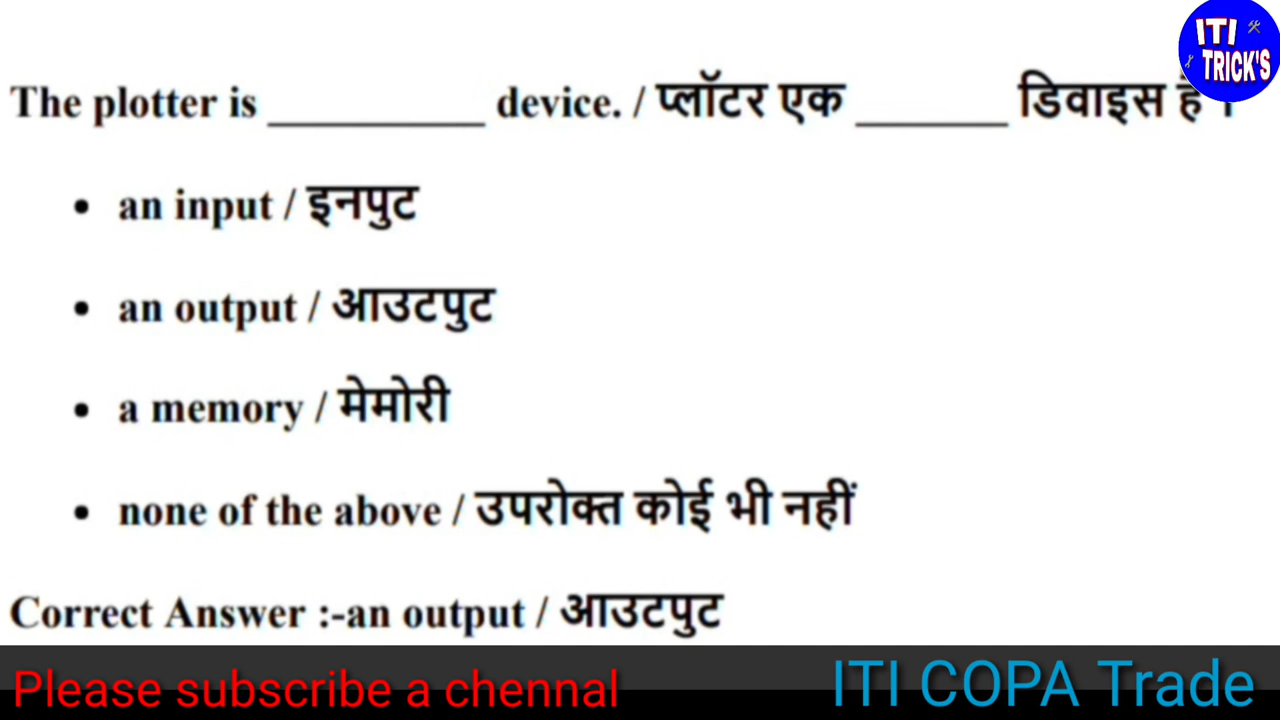 ITI
TRICK'S
The plotter is __________ device. / प्लॉटर एक _______ डिवाइस है ।
• an input / इनपुट
• an output / आउटपुट
• a memory / मेमोरी
• none of the above / उपरोक्त कोई भी नहीं
Correct Answer :-an output / आउटपुट
Please subscribe a chennal
ITI COPA Trade